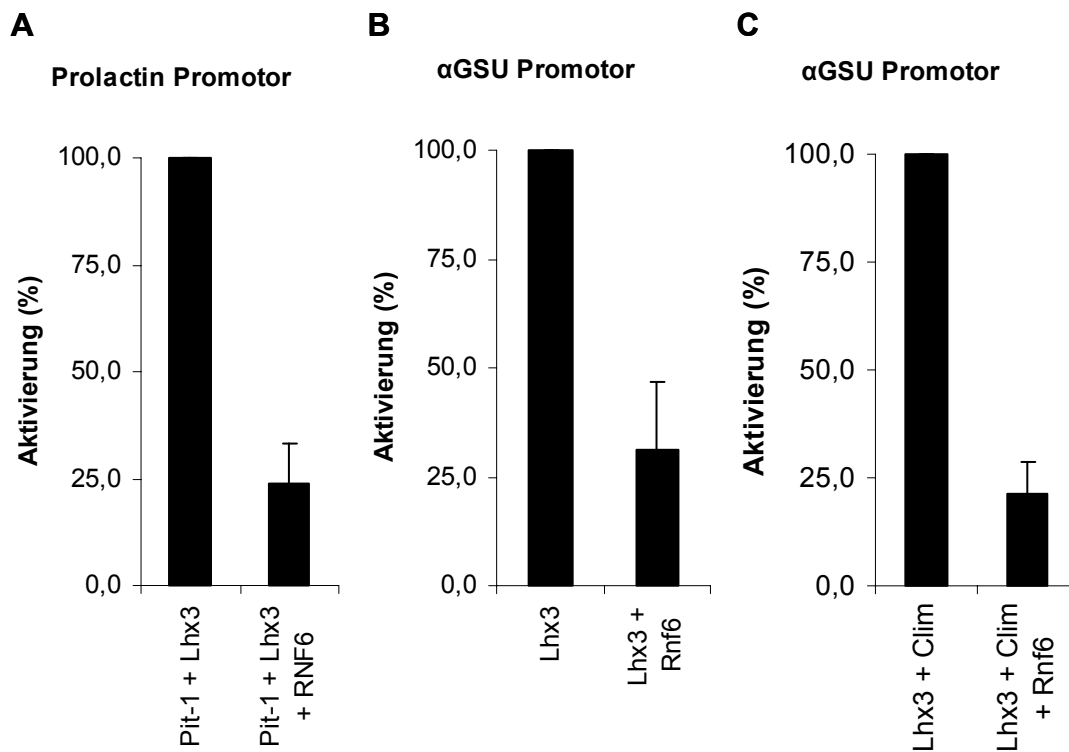 A
Prolactin Promotor
Aktivierung (%)
100,0
75,0
50,0
25,0
0,0
Pit-1 + Lhx3
Pit-1 + Lhx3
+ RNF6
B
αGSU Promotor
Aktivierung (%)
100,0
75,0
50,0
25,0
0,0
Lhx3
Lhx3 +
Rnf6
C
αGSU Promotor
Aktivierung (%)
100,0
75,0
50,0
25,0
0,0
Lhx3 + Clim
Lhx3 + Clim
+ Rnf6